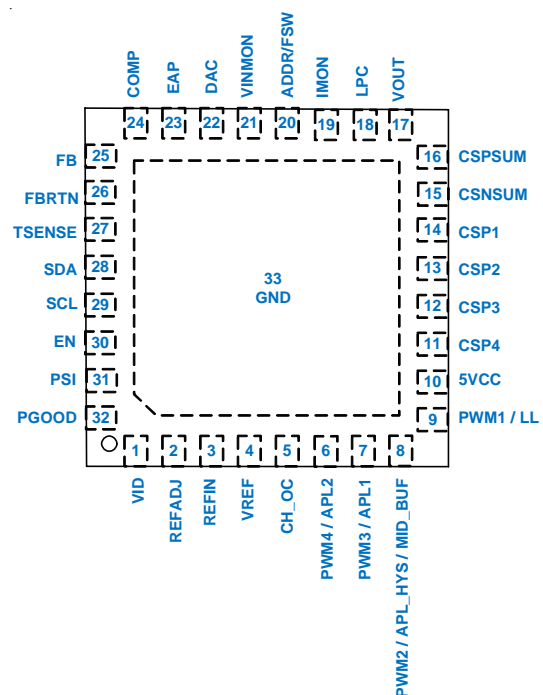 COMP
EAP
DAC
VINMON
ADDR/FSW
IMON
LPC
VOUT
24
23
22
21
20
19
18
17
FB
25
FBRTN
26
TSENSE
27
SDA
28
SCL
29
EN
30
PSI
31
PGOOD
32
33
GND
16
CSPSUM
15
CSNSUM
14
CSP1
13
CSP2
12
CSP3
11
CSP4
10
5VCC
9
PWM1 / LL
1
2
3
4
5
6
7
8
VID
REFADJ
REFIN
VREF
CH_OC
PWM4 / APL2
PWM3 / APL1
PWM2 / APL_HYS / MID_BUF